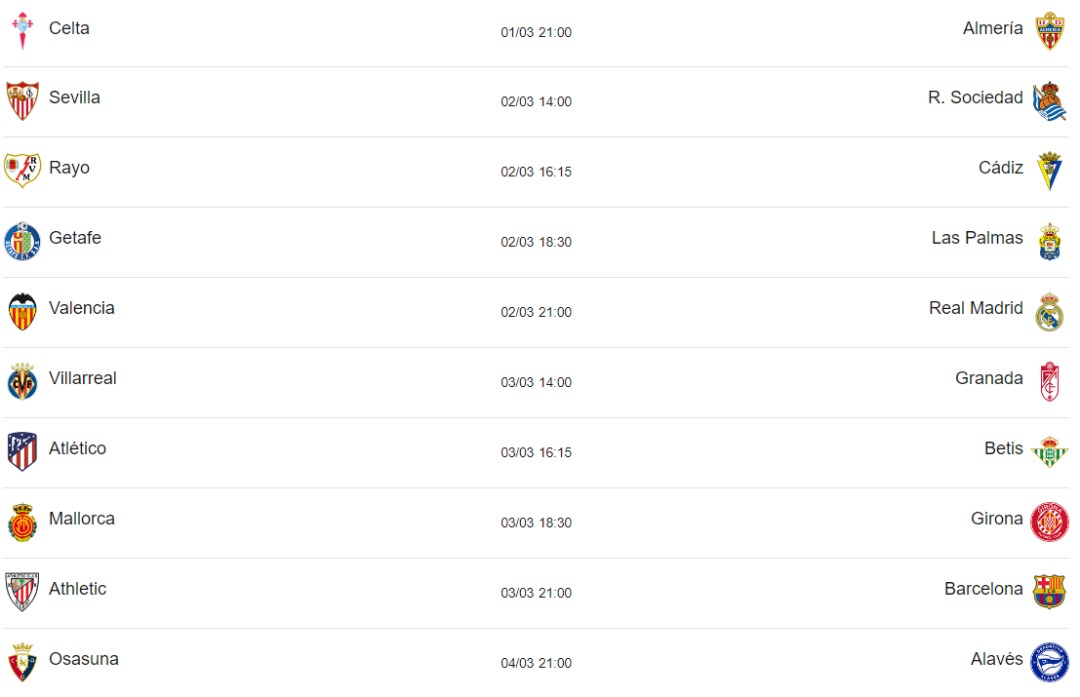 Celta 01/03 21:00 Almería
Sevilla 02/03 14:00 R. Sociedad
Rayo 02/03 16:15 Cádiz
Getafe 02/03 18:30 Las Palmas
Valencia 02/03 21:00 Real Madrid
Villarreal 03/03 14:00 Granada
Atlético 03/03 16:15 Betis
Mallorca 03/03 18:30 Girona
Athletic 03/03 21:00 Barcelona
Osasuna 04/03 21:00 Alavés